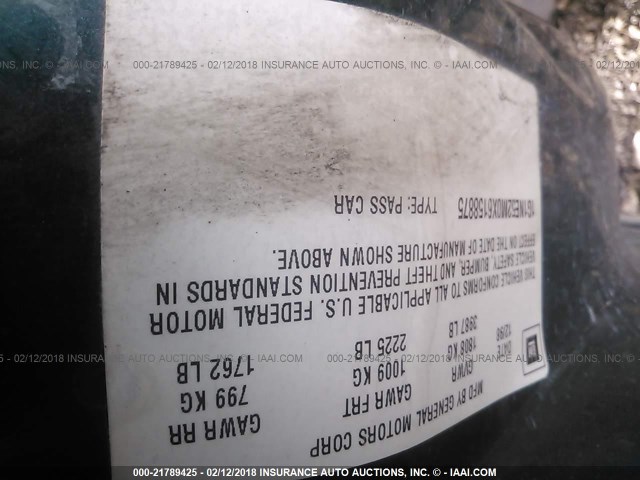 000-21789425 - 02/12/2018 INSURANCE AUTO AUCTIONS, INC. © - IAAI.COM
MFD BY GENERAL MOTORS CORP
DATE GVWR GAWR FRT GAWR RR
12/98 1808 KG 1009 KG 799 KG
3987 LB 2225 LB 1762 LB
THIS VEHICLE CONFORMS TO ALL APPLICABLE U.S. FEDERAL MOTOR
VEHICLE SAFETY, BUMPER, AND THEFT PREVENTION STANDARDS IN
EFFECT ON THE DATE OF MANUFACTURE SHOWN ABOVE.
1G1NE52M0X6158875 TYPE: PASS CAR
000-21789425 - 02/12/2018 INSURANCE AUTO AUCTIONS, INC. © - IAAI.COM
000-21789425 - 02/12/2018 INSURANCE AUTO AUCTIONS, INC. © - IAAI.COM